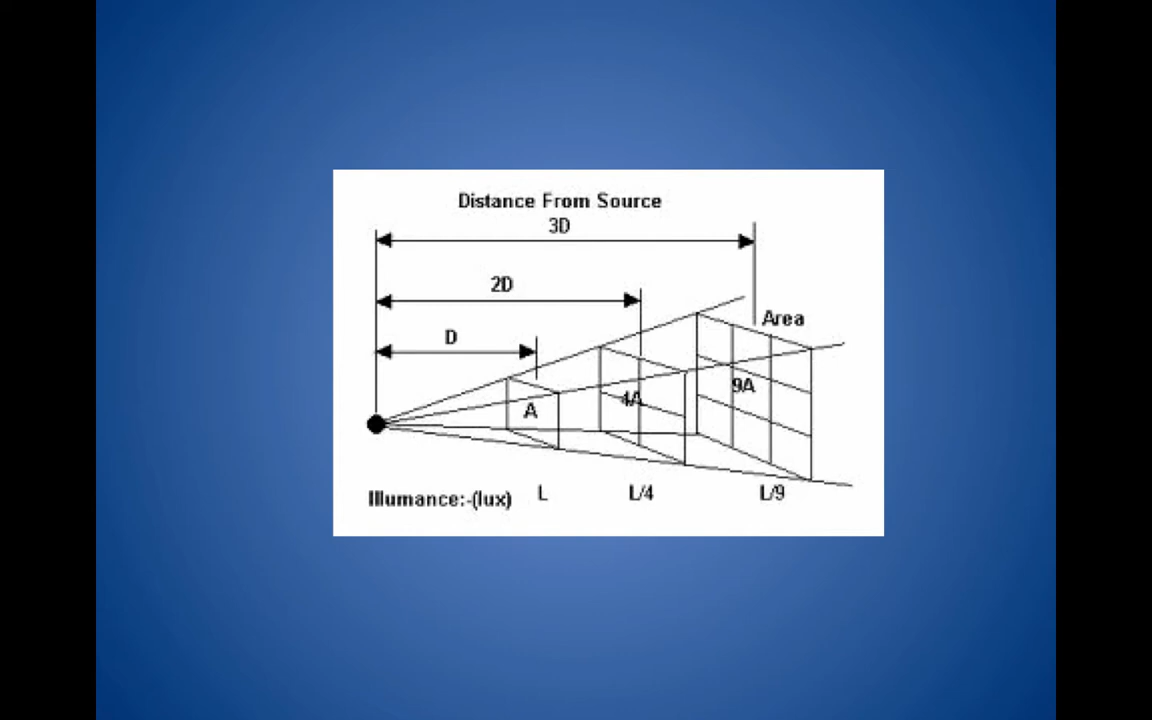 Distance From Source
3D
2D
D
Area
A
4A
9A
Illumance:-(lux) L L/4 L/9